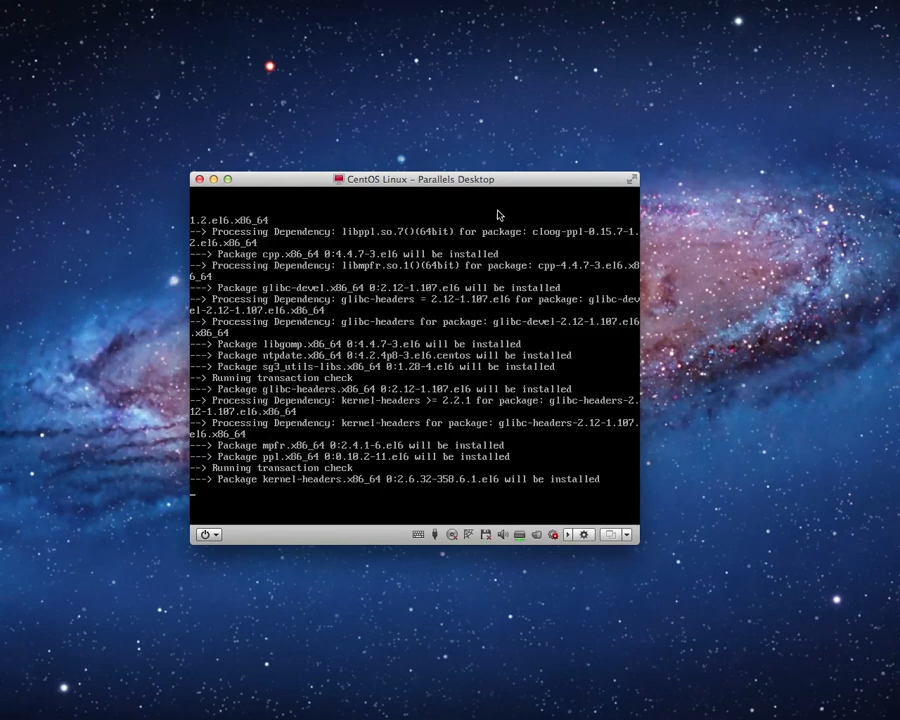 CentOS Linux – Parallels Desktop
1.2.el6.x86_64
--> Processing Dependency: libppl.so.7()(64bit) for package: cloog-ppl-0.15.7-1.
2.el6.x86_64
---> Package cpp.x86_64 0:4.4.7-3.el6 will be installed
--> Processing Dependency: libmpfr.so.1()(64bit) for package: cpp-4.4.7-3.el6.x8
6_64
---> Package glibc-devel.x86_64 0:2.12-1.107.el6 will be installed
--> Processing Dependency: glibc-headers = 2.12-1.107.el6 for package: glibc-dev
el-2.12-1.107.el6.x86_64
--> Processing Dependency: glibc-headers for package: glibc-devel-2.12-1.107.el6
.x86_64
---> Package libgomp.x86_64 0:4.4.7-3.el6 will be installed
---> Package ntpdate.x86_64 0:4.2.4p8-3.el6.centos will be installed
---> Package sg3_utils-libs.x86_64 0:1.28-4.el6 will be installed
--> Running transaction check
---> Package glibc-headers.x86_64 0:2.12-1.107.el6 will be installed
--> Processing Dependency: kernel-headers >= 2.2.1 for package: glibc-headers-2.
12-1.107.el6.x86_64
--> Processing Dependency: kernel-headers for package: glibc-headers-2.12-1.107.
el6.x86_64
---> Package mpfr.x86_64 0:2.4.1-6.el6 will be installed
---> Package ppl.x86_64 0:0.10.2-11.el6 will be installed
--> Running transaction check
---> Package kernel-headers.x86_64 0:2.6.32-358.6.1.el6 will be installed